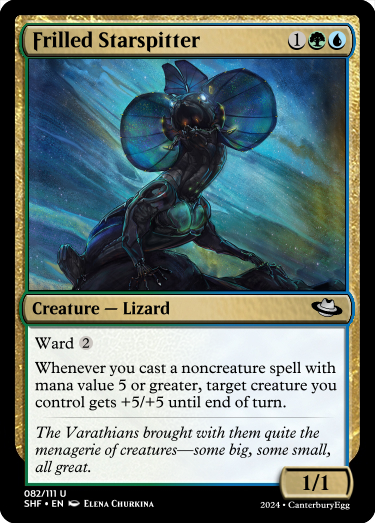 Frilled Starspitter 1
Creature — Lizard
Ward 2
Whenever you cast a noncreature spell with
mana value 5 or greater, target creature you
control gets +5/+5 until end of turn.
The Varathians brought with them quite the
menagerie of creatures—some big, some small,
all great.
1/1
082/111 U
SHF • EN Elena Churkina
2024 • CanterburyEgg